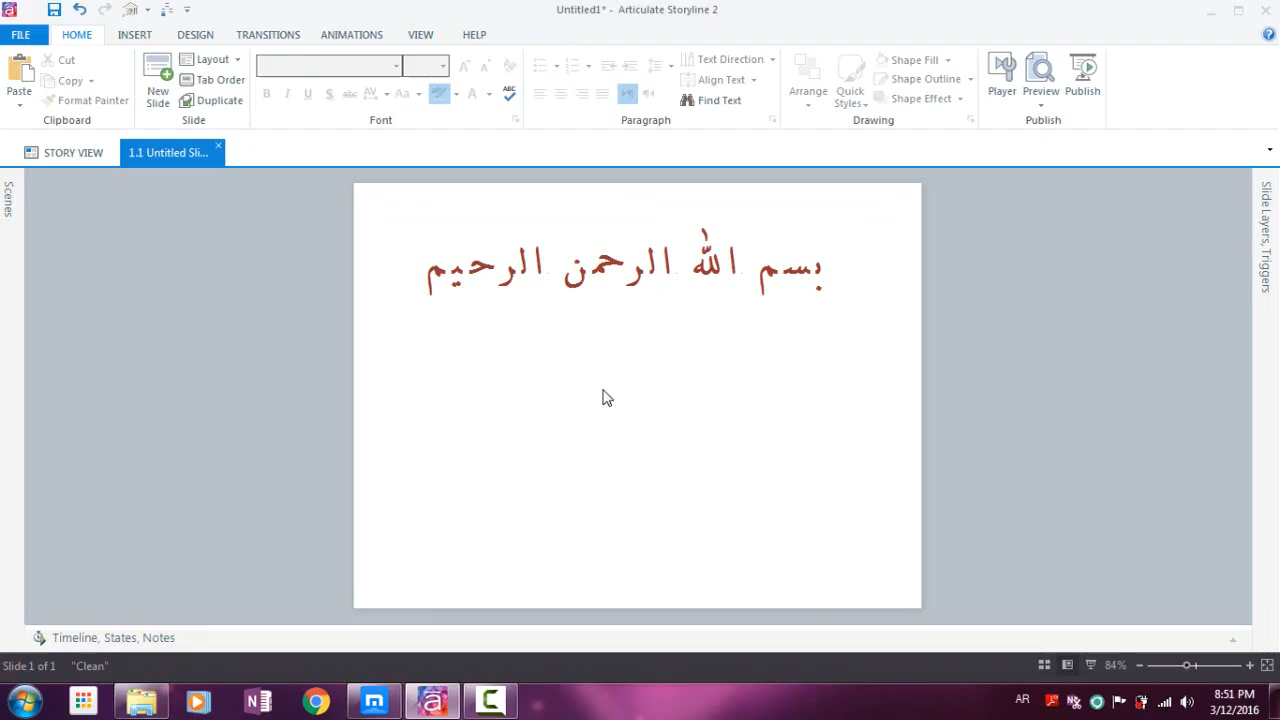 Untitled1* - Articulate Storyline 2
FILE HOME INSERT DESIGN TRANSITIONS ANIMATIONS VIEW HELP
Paste
Cut
Copy
Format Painter
Clipboard
New Slide
Layout
Tab Order
Duplicate
Slide
B I U S abc AV Aa A ABC
Font
Text Direction
Align Text
Find Text
Paragraph
Arrange
Quick Styles
Shape Fill
Shape Outline
Shape Effect
Drawing
Player
Preview
Publish
Publish
STORY VIEW
1.1 Untitled Sli...
Scenes
Slide Layers, Triggers
بسم الله الرحمن الرحيم
Timeline, States, Notes
Slide 1 of 1 "Clean"
84%
AR
8:51 PM
3/12/2016